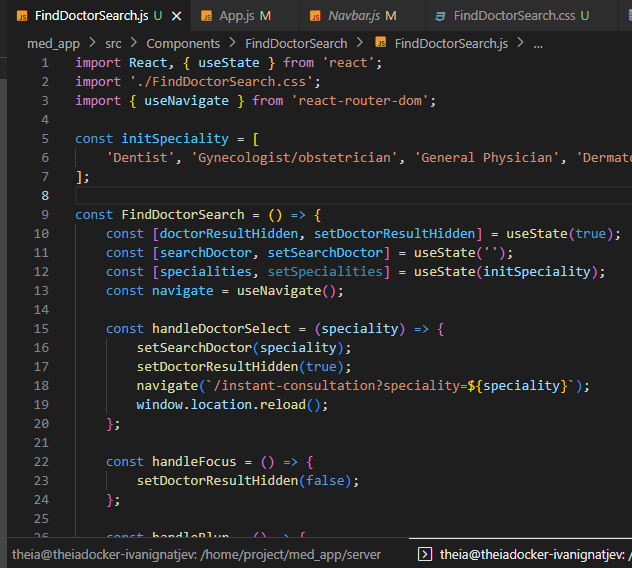 FindDoctorSearch.js U App.js M Navbar.js M FindDoctorSearch.css U
med_app > src > Components > FindDoctorSearch > FindDoctorSearch.js > ...
1 import React, { useState } from 'react';
2 import './FindDoctorSearch.css';
3 import { useNavigate } from 'react-router-dom';
4
5 const initSpeciality = [
6 'Dentist', 'Gynecologist/obstetrician', 'General Physician', 'Dermato
7 ];
8
9 const FindDoctorSearch = () => {
10 const [doctorResultHidden, setDoctorResultHidden] = useState(true);
11 const [searchDoctor, setSearchDoctor] = useState('');
12 const [specialities, setSpecialities] = useState(initSpeciality);
13 const navigate = useNavigate();
14
15 const handleDoctorSelect = (speciality) => {
16 setSearchDoctor(speciality);
17 setDoctorResultHidden(true);
18 navigate(`/instant-consultation?speciality=${speciality}`);
19 window.location.reload();
20 };
21
22 const handleFocus = () => {
23 setDoctorResultHidden(false);
24 };
25
26 const handleBlur = () => {
theia@theiadocker-ivanignatjev: /home/project/med_app/server theia@theiadocker-ivanignatjev: /